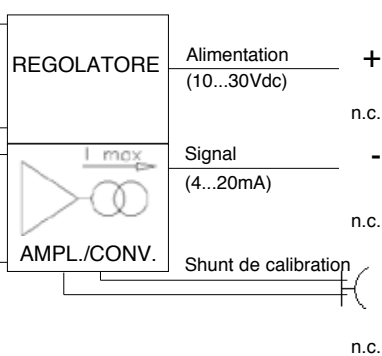 REGOLATORE
Alimentation
+
(10...30Vdc)
n.c.
I max
Signal
-
(4...20mA)
n.c.
AMPL./CONV.
Shunt de calibration
n.c.